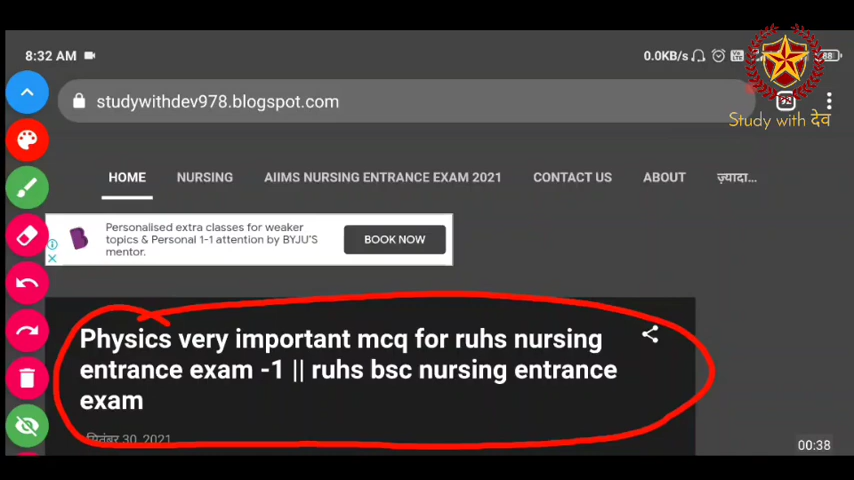 8:32 AM
0.0KB/s
studywithdev978.blogspot.com
Study with देव
HOME NURSING AIIMS NURSING ENTRANCE EXAM 2021 CONTACT US ABOUT ज़्यादा...
Personalised extra classes for weaker
topics & Personal 1-1 attention by BYJU'S
mentor.
BOOK NOW
Physics very important mcq for ruhs nursing
entrance exam -1 || ruhs bsc nursing entrance
exam
सितंबर 30, 2021
00:38